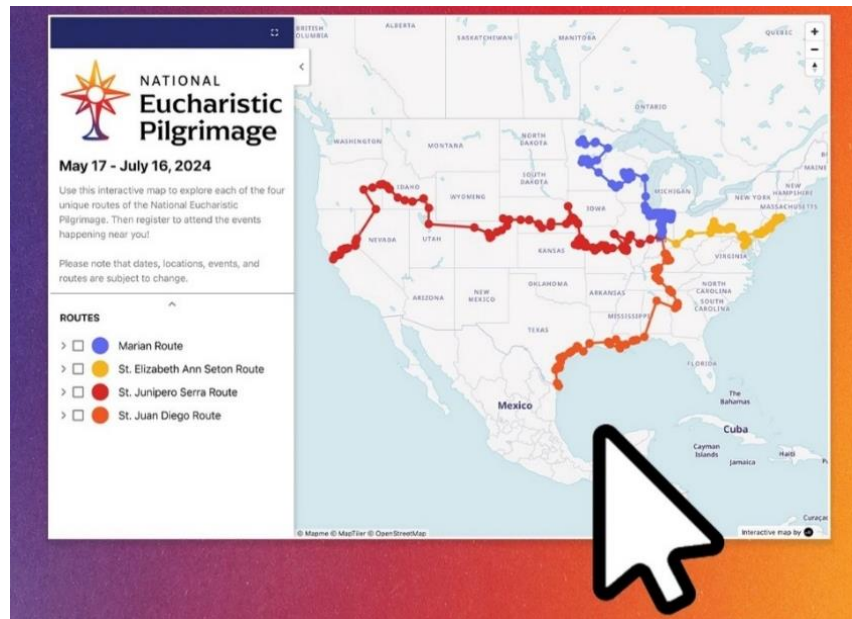 NATIONAL
Eucharistic
Pilgrimage
May 17 - July 16, 2024
Use this interactive map to explore each of the four
unique routes of the National Eucharistic
Pilgrimage. Then register to attend the events
happening near you!
Please note that dates, locations, events, and
routes are subject to change.
ROUTES
Marian Route
St. Elizabeth Ann Seton Route
St. Junipero Serra Route
St. Juan Diego Route
BRITISH
COLUMBIA
ALBERTA
SASKATCHEWAN
MANITOBA
QUEBEC
ONTARIO
WASHINGTON
MONTANA
NORTH
DAKOTA
MAINE
SOUTH
DAKOTA
IDAHO
WYOMING
MICHIGAN
NEW YORK
NEW
HAMPSHIRE
MASSACHUSETTS
IOWA
NEVADA
UTAH
KANSAS
VIRGINIA
ARIZONA
NEW
MEXICO
OKLAHOMA
ARKANSAS
NORTH
CAROLINA
SOUTH
CAROLINA
MISSISSIPPI
TEXAS
FLORIDA
Mexico
The
Bahamas
Cuba
Cayman
Islands
Jamaica
Haiti
Curaçao
© Mapme © MapTiler © OpenStreetMap
Interactive map by